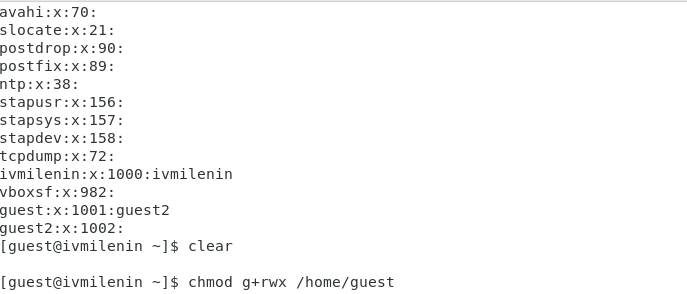 avahi:x:70:
slocate:x:21:
postdrop:x:90:
postfix:x:89:
ntp:x:38:
stapusr:x:156:
stapsys:x:157:
stapdev:x:158:
tcpdump:x:72:
ivmilenin:x:1000:ivmilenin
vboxsf:x:982:
guest:x:1001:guest2
guest2:x:1002:
[guest@ivmilenin ~]$ clear
[guest@ivmilenin ~]$ chmod g+rwx /home/guest